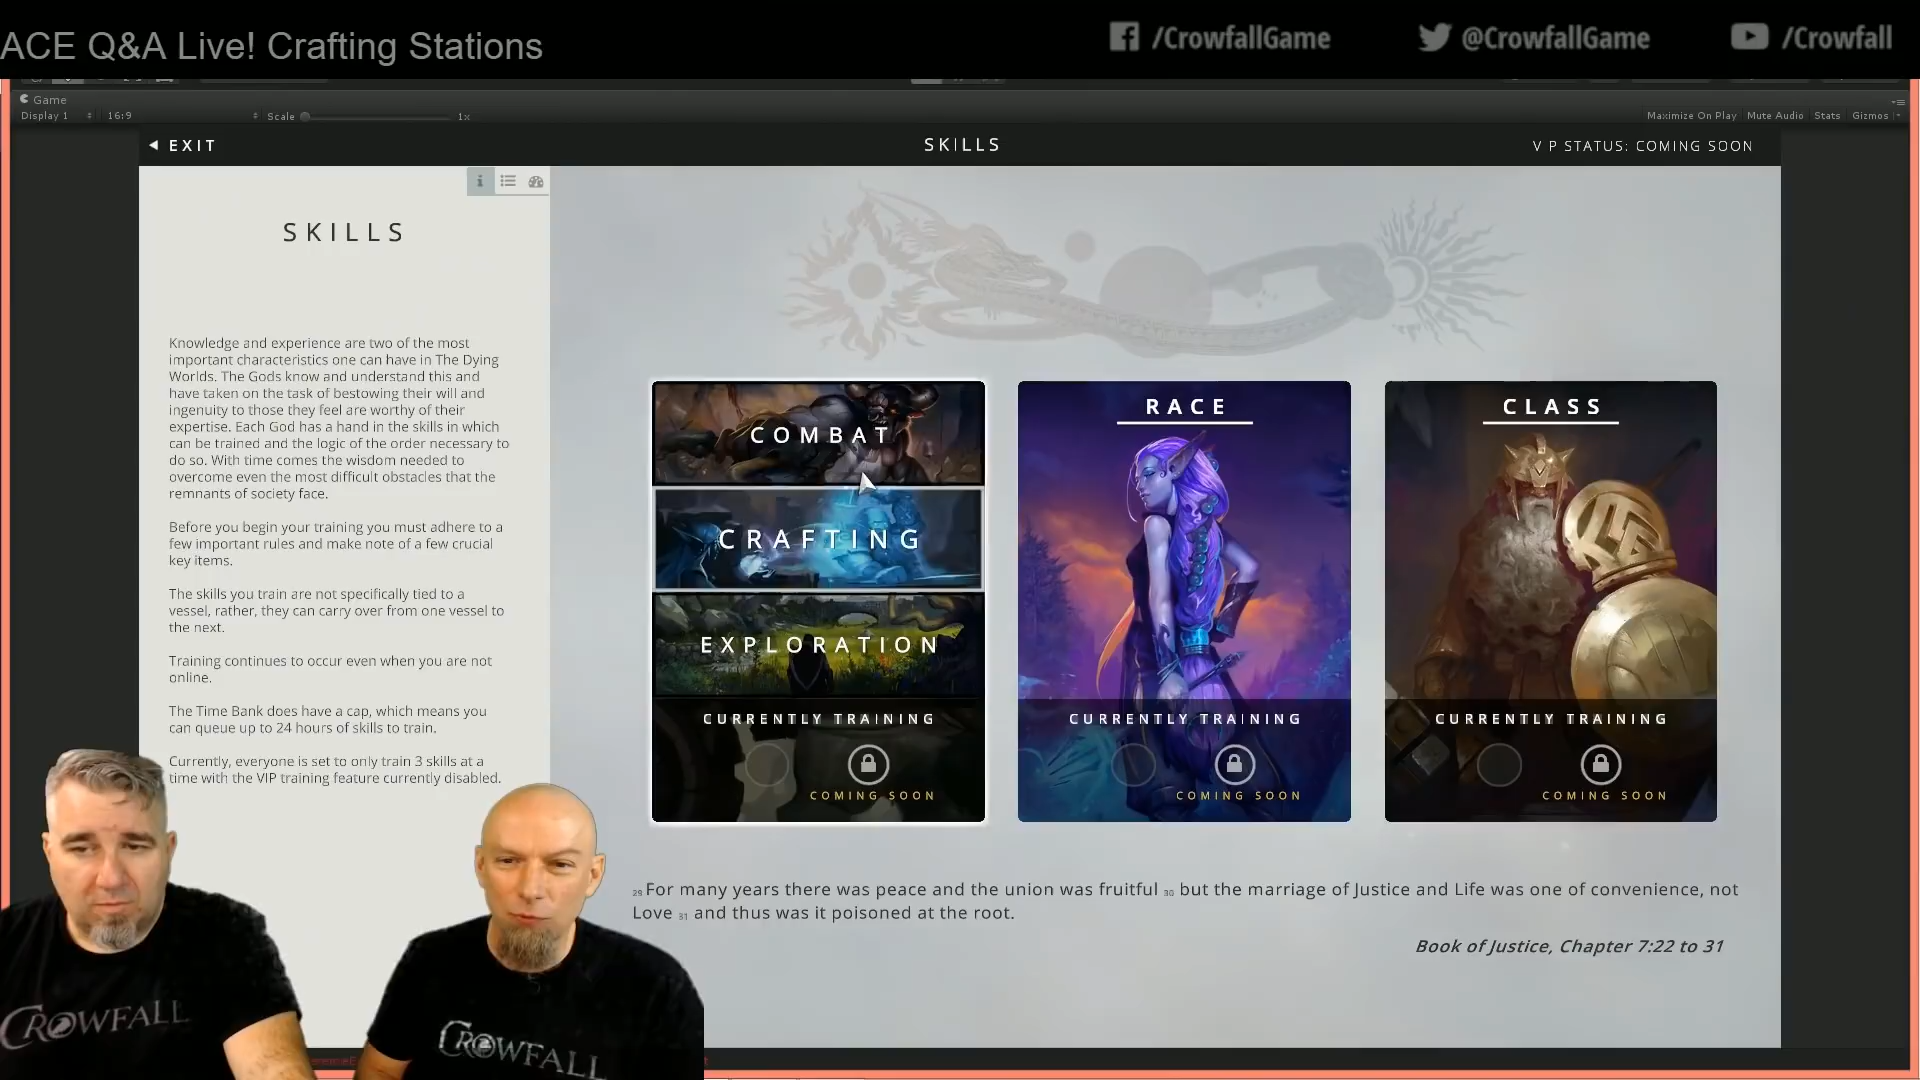 ACE Q&A Live! Crafting Stations
/CrowfallGame
@CrowfallGame
/Crowfall
Game
Display 1
16:9
Scale
1x
Maximize On Play
Mute Audio
Stats
Gizmos
EXIT
SKILLS
V P STATUS: COMING SOON
SKILLS
Knowledge and experience are two of the most
important characteristics one can have in The Dying
Worlds. The Gods know and understand this and
have taken on the task of bestowing their will and
ingenuity to those they feel are worthy of their
expertise. Each God has a hand in the skills in which
can be trained and the logic of the order necessary to
do so. With time comes the wisdom needed to
overcome even the most difficult obstacles that the
remnants of society face.
Before you begin your training you must adhere to a
few important rules and make note of a few crucial
key items.
The skills you train are not specifically tied to a
vessel, rather, they can carry over from one vessel to
the next.
Training continues to occur even when you are not
online.
The Time Bank does have a cap, which means you
can queue up to 24 hours of skills to train.
Currently, everyone is set to only train 3 skills at a
time with the VIP training feature currently disabled.
COMBAT
CRAFTING
EXPLORATION
CURRENTLY TRAINING
COMING SOON
RACE
CURRENTLY TRAINING
COMING SOON
CLASS
CURRENTLY TRAINING
COMING SOON
29 For many years there was peace and the union was fruitful 30 but the marriage of Justice and Life was one of convenience, not
Love 31 and thus was it poisoned at the root.
Book of Justice, Chapter 7:22 to 31
CROWFALL
CROWFALL